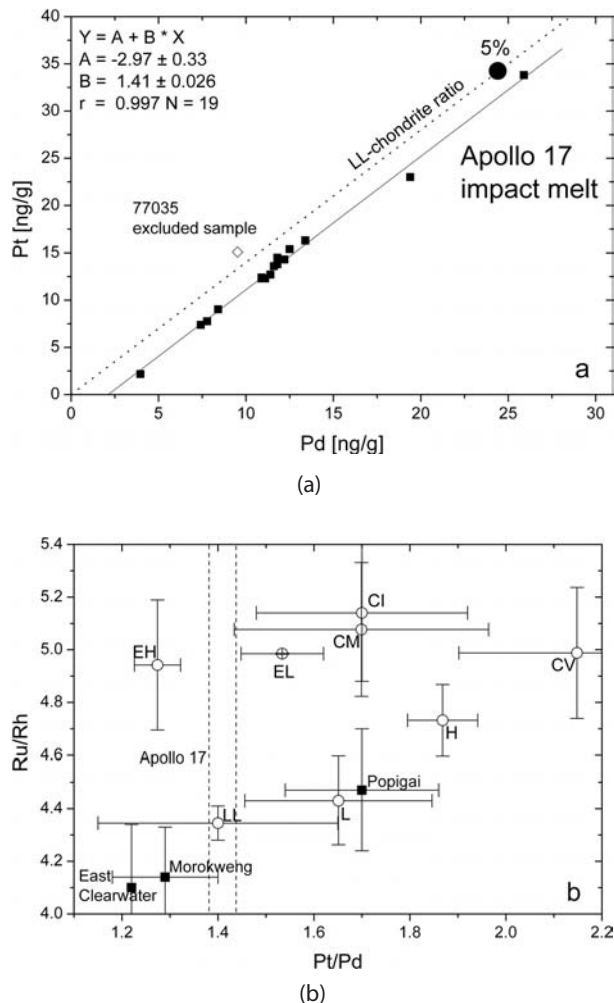 Y = A + B * X
A = -2.97 ± 0.33
B = 1.41 ± 0.026
r 0.997 N = 19
5%
LL-chondrite ratio
Apollo 17
impact melt
77035
excluded sample
Pt [ng/g]
40
35
30
25
20
15
10
5
0
0 5 10 15 20 25 30
Pd [ng/g]
a
(a)
Ru/Rh
5.4
5.2
5.0
4.8
4.6
4.4
4.2
4.0
CI
CM
EH
EL
CV
H
Apollo 17
Popigai
LL
L
Morokweng
East
Clearwater
b
1.2 1.4 1.6 1.8 2.0 2.2
Pt/Pd
(b)